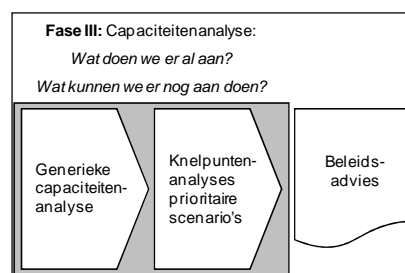 Fase III: Capaciteitenanalyse:
Wat doen we er al aan?
Wat kunnen we er nog aan doen?
Generieke
capaciteiten-
analyse
Knelpunten-
analyses
prioritaire
scenario's
Beleids-
advies